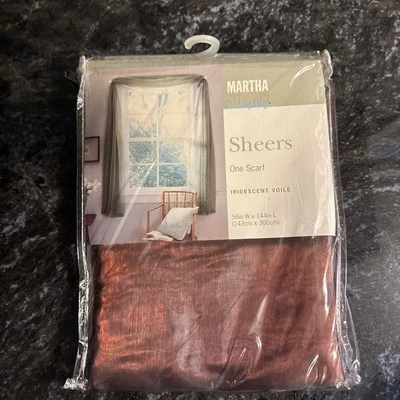 MARTHA
Sheers
One Scarf
IRIDESCENT VOILE
56in W x 144in L
(143cm x 366cm)